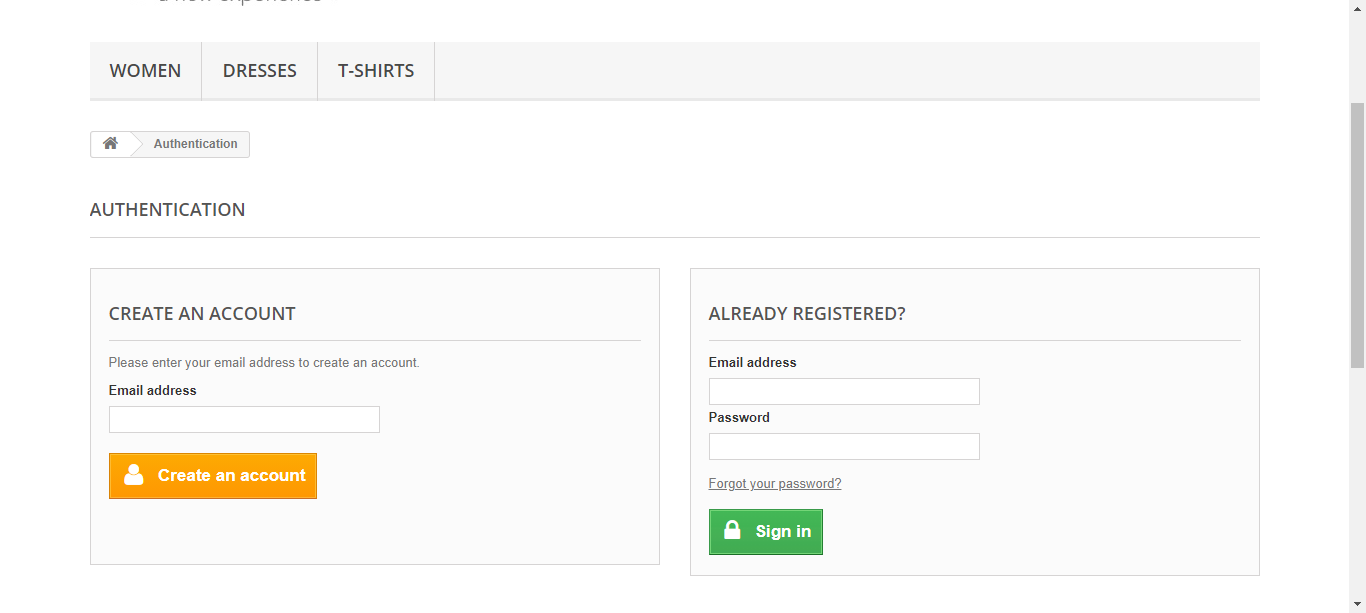 WOMEN DRESSES T-SHIRTS
Authentication
AUTHENTICATION
CREATE AN ACCOUNT
Please enter your email address to create an account.
Email address
Create an account
ALREADY REGISTERED?
Email address
Password
Forgot your password?
Sign in